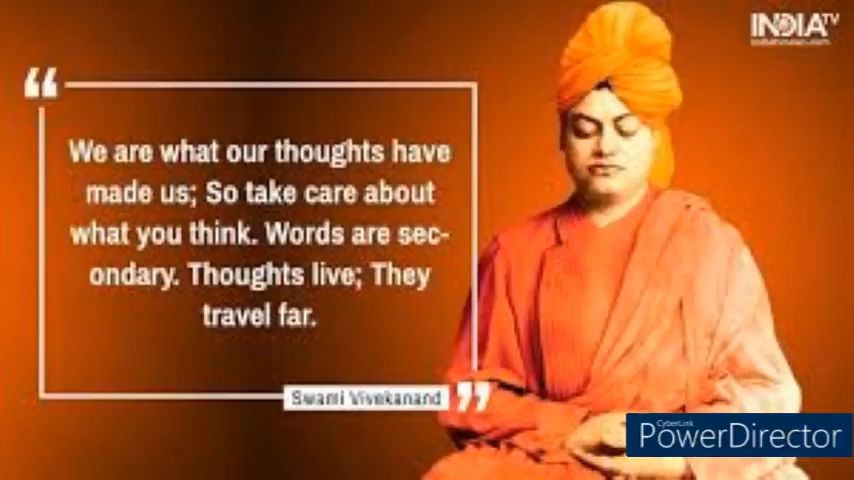 INDIA TV
We are what our thoughts have
made us; So take care about
what you think. Words are sec-
ondary. Thoughts live; They
travel far.
Swami Vivekanand
CyberLink
PowerDirector